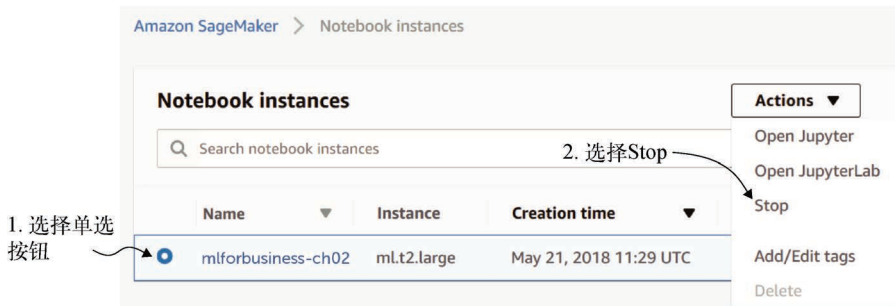 Amazon SageMaker > Notebook instances
Notebook instances
Actions ▼
Search notebook instances
Open Jupyter
2. 选择Stop
Open JupyterLab
Stop
Name ▼ Instance Creation time ▼
1. 选择单选
按钮
mlforbusiness-ch02 ml.t2.large May 21, 2018 11:29 UTC
Add/Edit tags
Delete